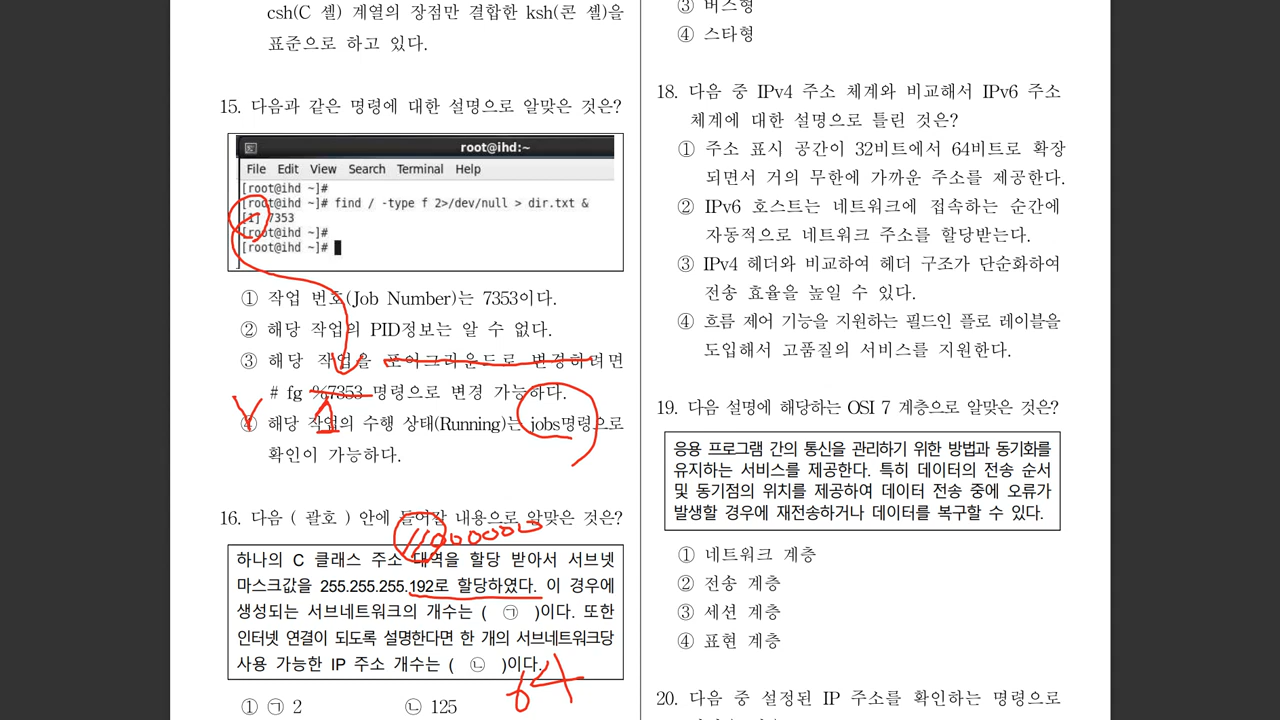 csh(C 셸) 계열의 장점만 결합한 ksh(콘 셸)을
표준으로 하고 있다.
15. 다음과 같은 명령에 대한 설명으로 알맞은 것은?
root@ihd:~
File Edit View Search Terminal Help
[root@ihd ~]#
[root@ihd ~]# find / -type f 2>/dev/null > dir.txt &
[1] 7353
[root@ihd ~]#
[root@ihd ~]#
① 작업 번호(Job Number)는 7353이다.
② 해당 작업의 PID정보는 알 수 없다.
③ 해당 작업을 포어그라운드로 변경하려면
# fg %7353 명령으로 변경 가능하다.
1
④ 해당 작업의 수행 상태(Running)는 jobs명령으로
확인이 가능하다.
16. 다음 ( 괄호 ) 안에 들어갈 내용으로 알맞은 것은?
11000000
하나의 C 클래스 주소 대역을 할당 받아서 서브넷
마스크값을 255.255.255.192로 할당하였다. 이 경우에
생성되는 서브네트워크의 개수는 ( ㉠ )이다. 또한
인터넷 연결이 되도록 설명한다면 한 개의 서브네트워크당
사용 가능한 IP 주소 개수는 ( ㉡ )이다.
64
① ㉠ 2 ㉡ 125
③ 버스형
④ 스타형
18. 다음 중 IPv4 주소 체계와 비교해서 IPv6 주소
체계에 대한 설명으로 틀린 것은?
① 주소 표시 공간이 32비트에서 64비트로 확장
되면서 거의 무한에 가까운 주소를 제공한다.
② IPv6 호스트는 네트워크에 접속하는 순간에
자동적으로 네트워크 주소를 할당받는다.
③ IPv4 헤더와 비교하여 헤더 구조가 단순화하여
전송 효율을 높일 수 있다.
④ 흐름 제어 기능을 지원하는 필드인 플로 레이블을
도입해서 고품질의 서비스를 지원한다.
19. 다음 설명에 해당하는 OSI 7 계층으로 알맞은 것은?
응용 프로그램 간의 통신을 관리하기 위한 방법과 동기화를
유지하는 서비스를 제공한다. 특히 데이터의 전송 순서
및 동기점의 위치를 제공하여 데이터 전송 중에 오류가
발생할 경우에 재전송하거나 데이터를 복구할 수 있다.
① 네트워크 계층
② 전송 계층
③ 세션 계층
④ 표현 계층
20. 다음 중 설정된 IP 주소를 확인하는 명령으로